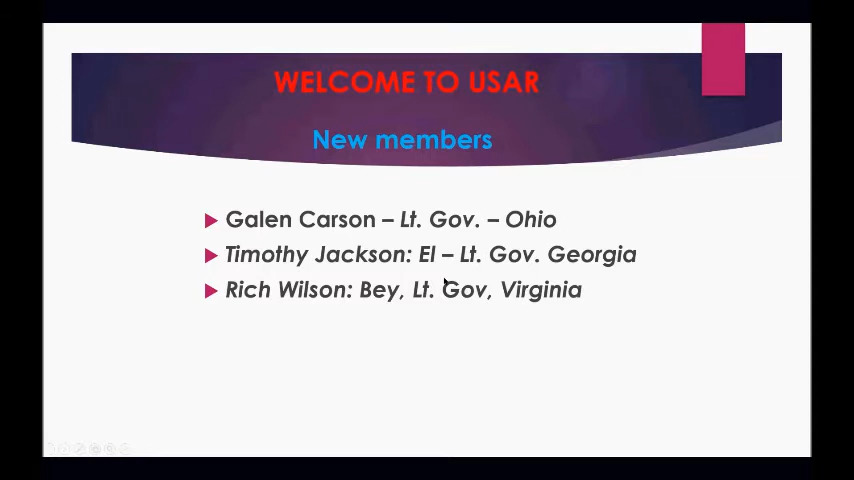 WELCOME TO USAR
New members
Galen Carson – Lt. Gov. – Ohio
Timothy Jackson: El – Lt. Gov. Georgia
Rich Wilson: Bey, Lt. Gov, Virginia